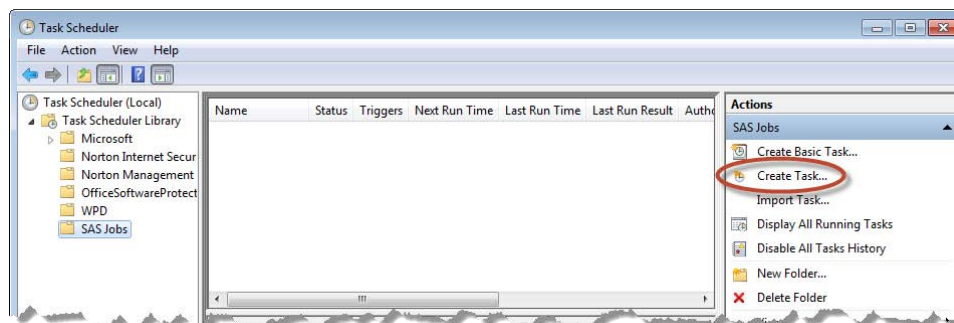 Task Scheduler
File Action View Help
Task Scheduler (Local)
Task Scheduler Library
Microsoft
Norton Internet Secur
Norton Management
OfficeSoftwareProtect
WPD
SAS Jobs
Name Status Triggers Next Run Time Last Run Time Last Run Result Autho
Actions
SAS Jobs
Create Basic Task...
Create Task...
Import Task...
Display All Running Tasks
Disable All Tasks History
New Folder...
Delete Folder